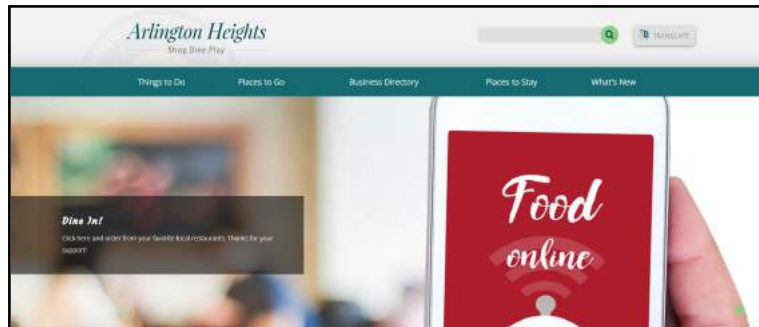 Arlington Heights
Shop Dine Play
TRANSLATE
Things to Do
Places to Go
Business Directory
Places to Stay
What's New
Dine In!
Click here and order from your favorite local restaurants. Thanks for your
support!
Food
online